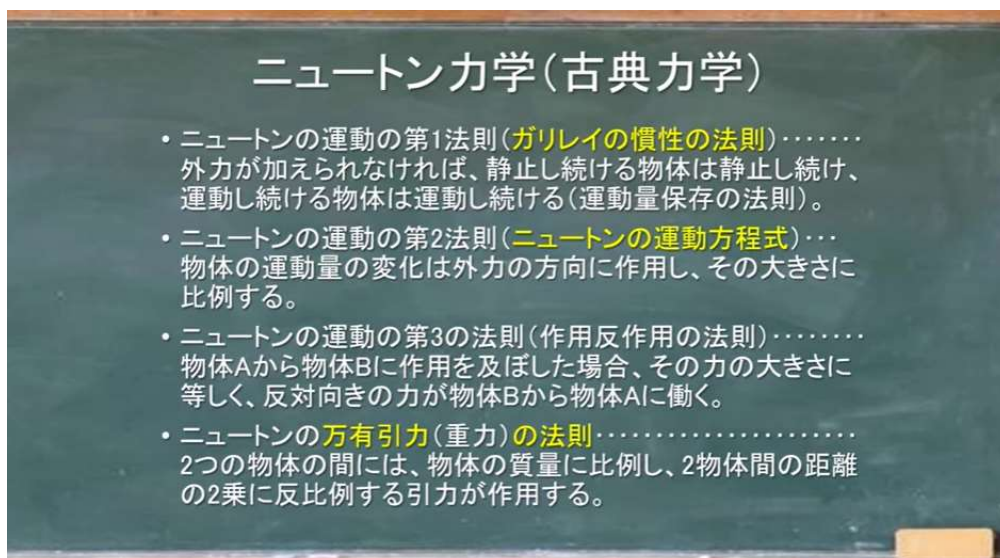 ニュートン力学(古典力学)
• ニュートンの運動の第1法則(ガリレイの慣性の法則)‥‥‥‥
外力が加えられなければ、静止し続ける物体は静止し続け、
運動し続ける物体は運動し続ける(運動量保存の法則)。
• ニュートンの運動の第2法則(ニュートンの運動方程式)‥・
物体の運動量の変化は外力の方向に作用し、その大きさに
比例する。
• ニュートンの運動の第3の法則(作用反作用の法則)‥‥‥‥
物体Aから物体Bに作用を及ぼした場合、その力の大きさに
等しく、反対向きの力が物体Bから物体Aに働く。
• ニュートンの万有引力(重力)の法則‥‥‥‥‥‥‥‥‥‥‥
2つの物体の間には、物体の質量に比例し、2物体間の距離
の2乗に反比例する引力が作用する。